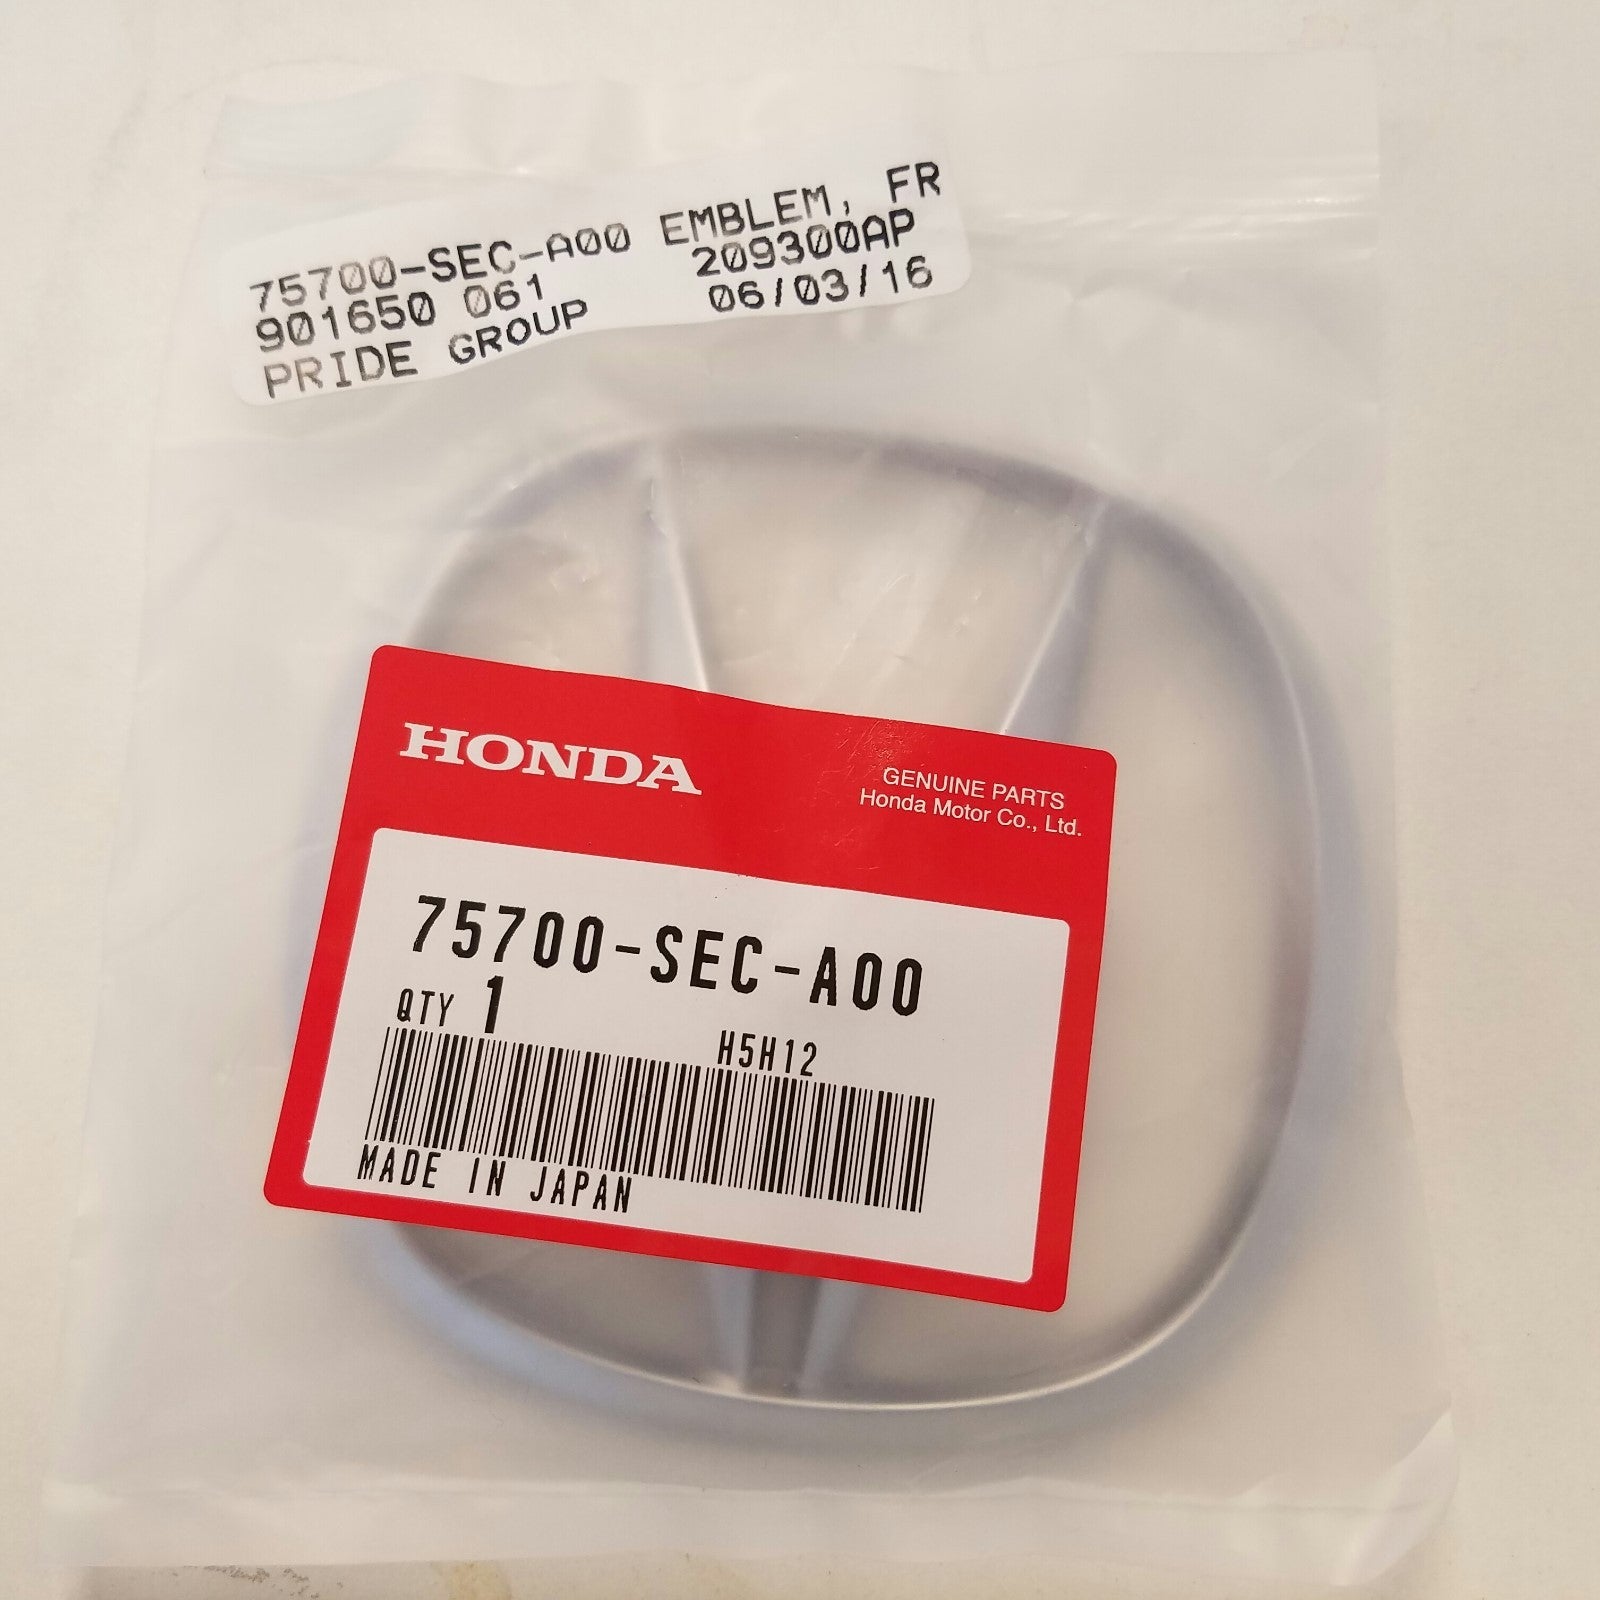 75700-SEC-A00 EMBLEM, FR
901650 061 209300AP
PRIDE GROUP 06/03/16
HONDA
GENUINE PARTS
Honda Motor Co., Ltd.
75700-SEC-A00
QTY 1
H5H12
MADE IN JAPAN